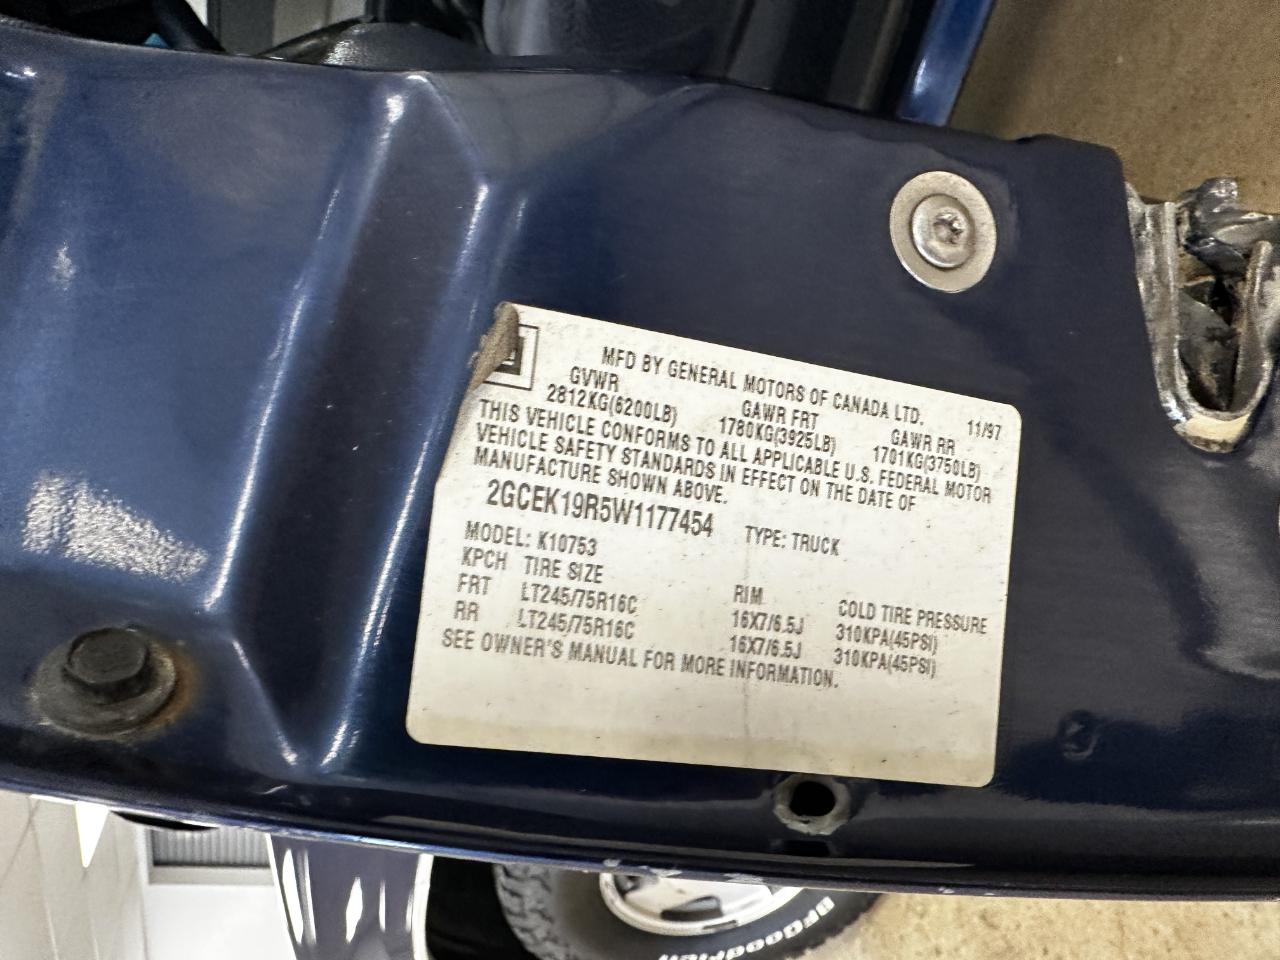 MFD BY GENERAL MOTORS OF CANADA LTD. 11/97
GVWR GAWR FRT GAWR RR
2812KG(6200LB) 1780KG(3925LB) 1701KG(3750LB)
THIS VEHICLE CONFORMS TO ALL APPLICABLE U.S. FEDERAL MOTOR
VEHICLE SAFETY STANDARDS IN EFFECT ON THE DATE OF
MANUFACTURE SHOWN ABOVE.
2GCEK19R5W1177454 TYPE: TRUCK
MODEL: K10753
KPCH TIRE SIZE RIM COLD TIRE PRESSURE
FRT LT245/75R16C 16X7/6.5J 310KPA(45PSI)
RR LT245/75R16C 16X7/6.5J 310KPA(45PSI)
SEE OWNER'S MANUAL FOR MORE INFORMATION.
BFGoodrich